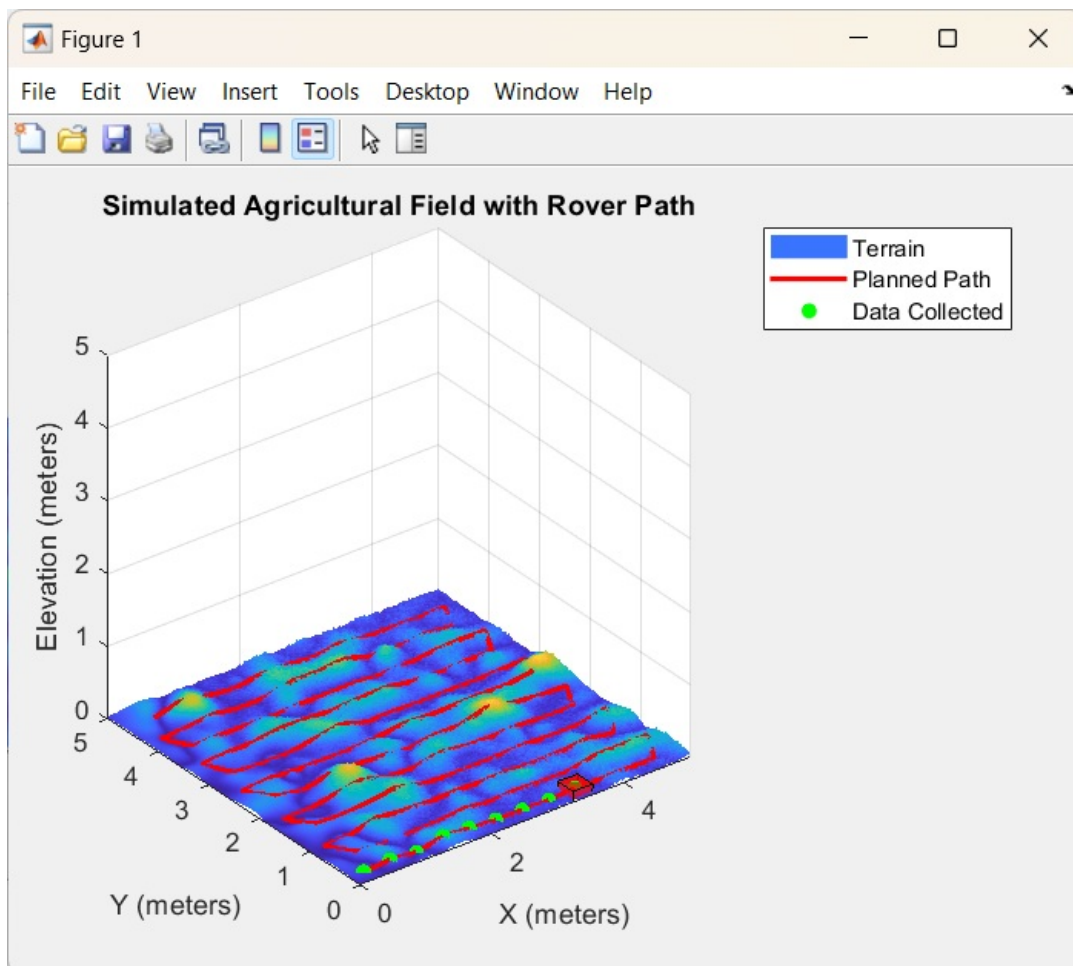 Figure 1
File Edit View Insert Tools Desktop Window Help
Simulated Agricultural Field with Rover Path
Terrain
Planned Path
Data Collected
5
4
3
2
1
0
Elevation (meters)
5
4
3
2
1
0
Y (meters)
0
2
4
X (meters)